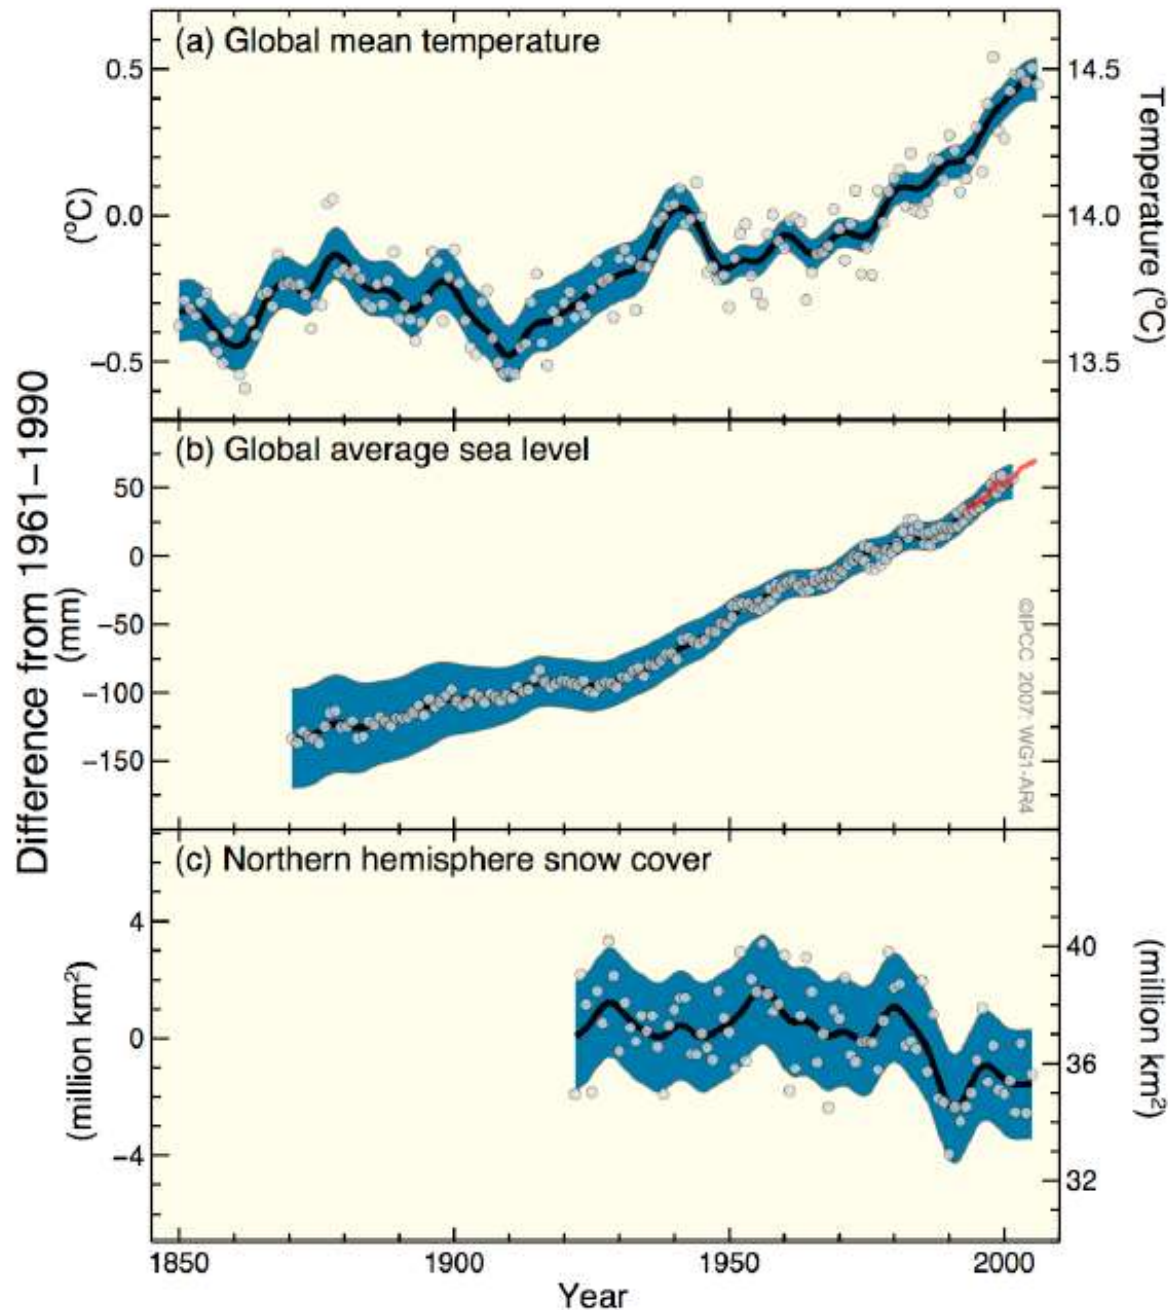 (a) Global mean temperature
0.5
0.0
−0.5
(°C)
14.5
14.0
13.5
Temperature (°C)
Difference from 1961−1990
(b) Global average sea level
50
0
−50
−100
−150
(mm)
©IPCC 2007: WG1-AR4
(c) Northern hemisphere snow cover
4
0
−4
(million km²)
40
36
32
(million km²)
1850
1900
1950
2000
Year